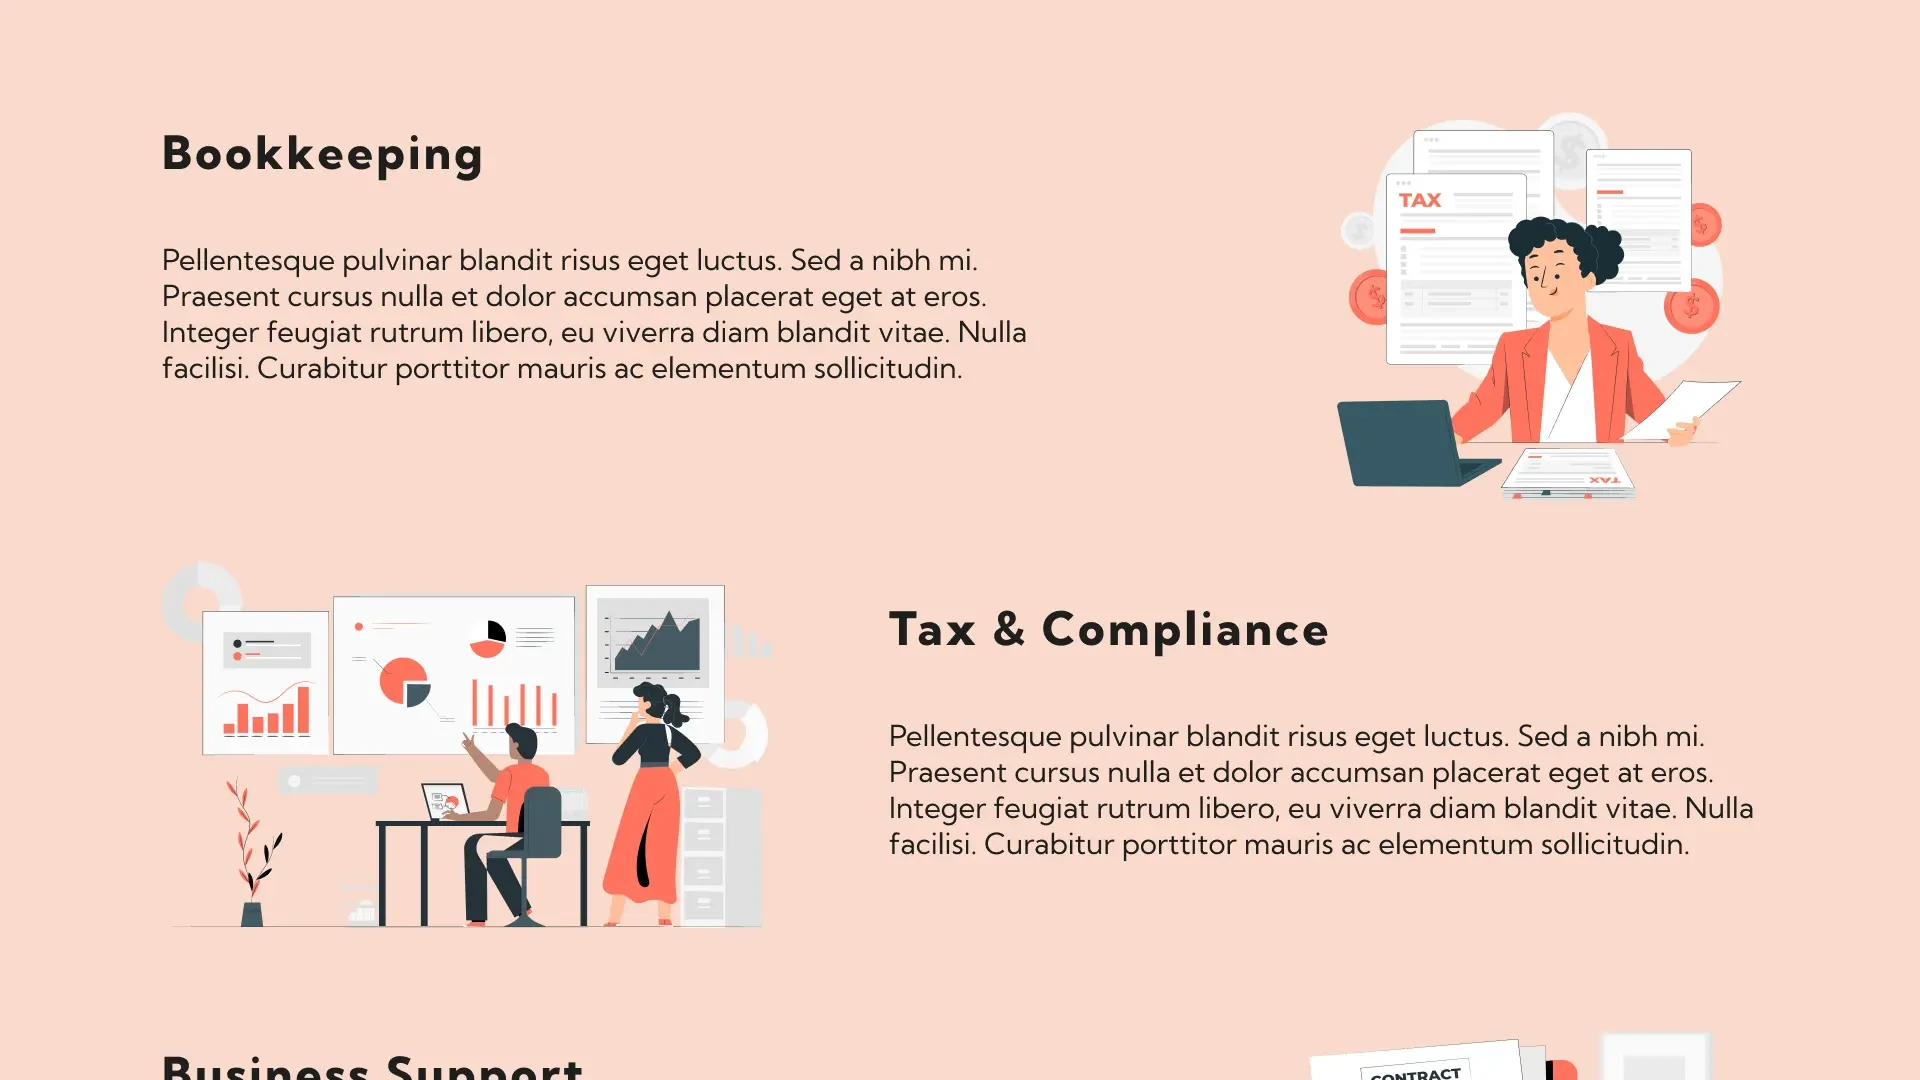 Bookkeeping
Pellentesque pulvinar blandit risus eget luctus. Sed a nibh mi.
Praesent cursus nulla et dolor accumsan placerat eget at eros.
Integer feugiat rutrum libero, eu viverra diam blandit vitae. Nulla
facilisi. Curabitur porttitor mauris ac elementum sollicitudin.
TAX
TAX
Tax & Compliance
Pellentesque pulvinar blandit risus eget luctus. Sed a nibh mi.
Praesent cursus nulla et dolor accumsan placerat eget at eros.
Integer feugiat rutrum libero, eu viverra diam blandit vitae. Nulla
facilisi. Curabitur porttitor mauris ac elementum sollicitudin.
Business Support
CONTRACT